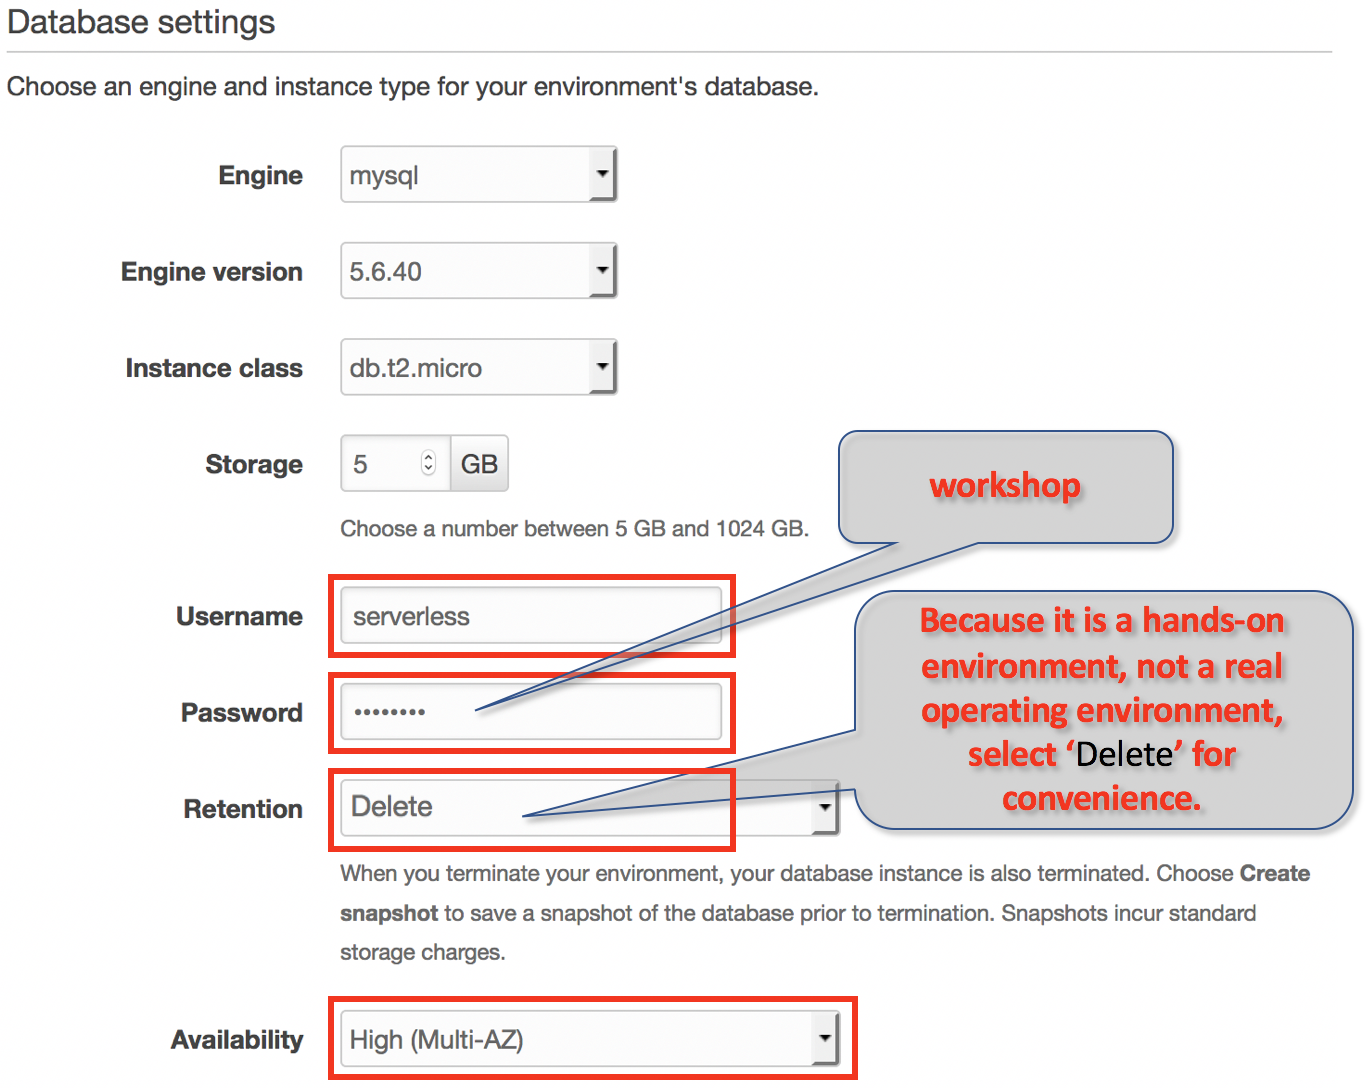 Database settings
Choose an engine and instance type for your environment's database.
Engine
mysql
Engine version
5.6.40
Instance class
db.t2.micro
Storage
5
GB
Choose a number between 5 GB and 1024 GB.
workshop
Username
serverless
Password
••••••••
Retention
Delete
Because it is a hands-on
environment, not a real
operating environment,
select ‘Delete’ for
convenience.
When you terminate your environment, your database instance is also terminated. Choose Create
snapshot to save a snapshot of the database prior to termination. Snapshots incur standard
storage charges.
Availability
High (Multi-AZ)